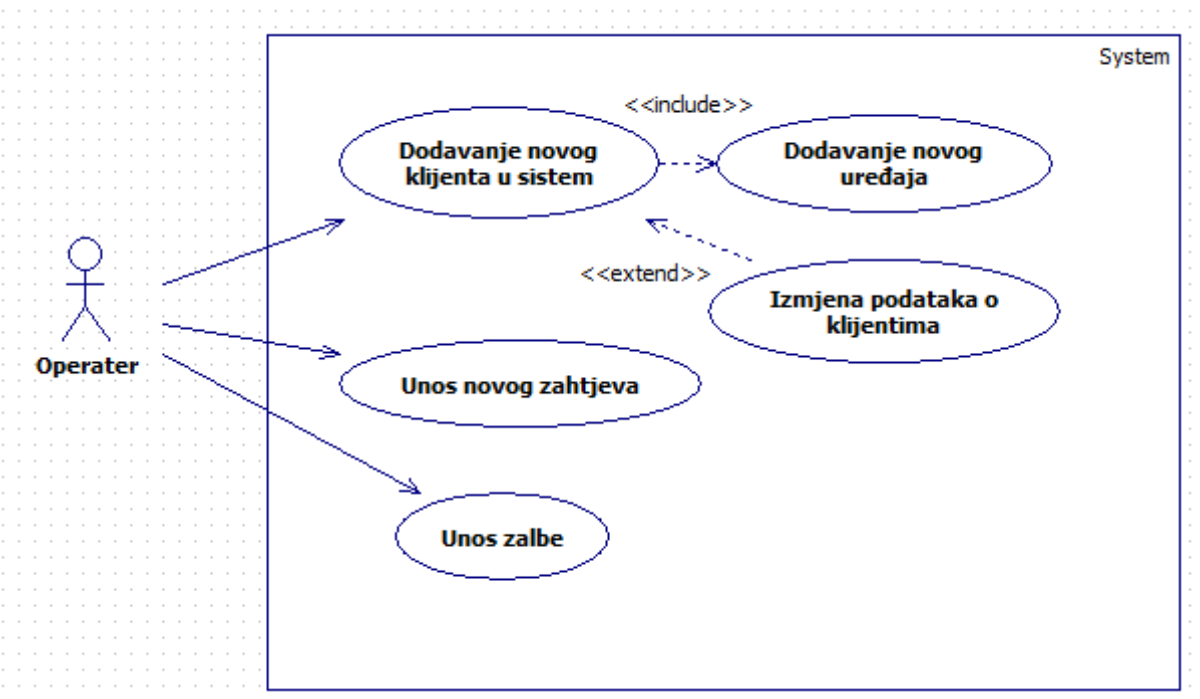 System
<<include>>
Dodavanje novog
klijenta u sistem
Dodavanje novog
uređaja
<<extend>>
Izmjena podataka o
klijentima
Operater
Unos novog zahtjeva
Unos zalbe